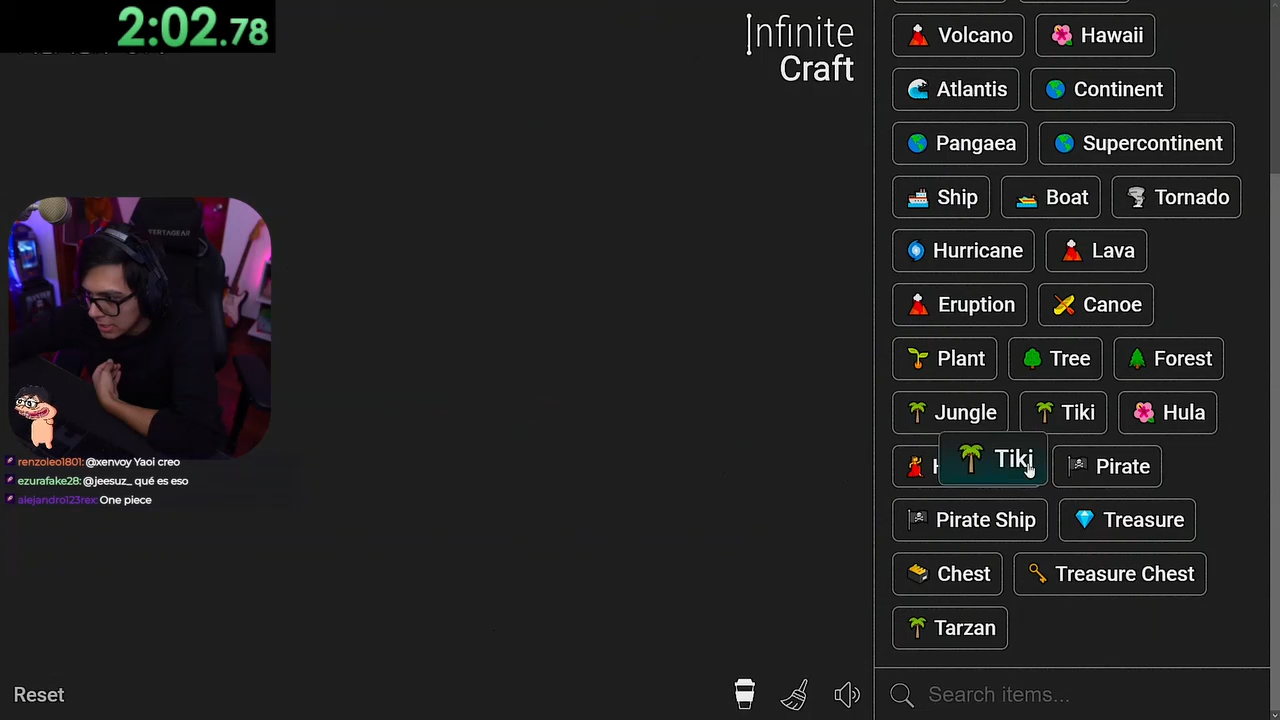 2:02.78
Infinite
Craft
Volcano Hawaii
Atlantis Continent
Pangaea Supercontinent
Ship Boat Tornado
Hurricane Lava
Eruption Canoe
Plant Tree Forest
Jungle Tiki Hula
Tiki Pirate
Pirate Ship Treasure
Chest Treasure Chest
Tarzan
VERTAGEAR
renzoleo1801: @xenvoy Yaoi creo
ezurafake28: @jeesuz_ qué es eso
alejandro123rex: One piece
Reset
Search items...